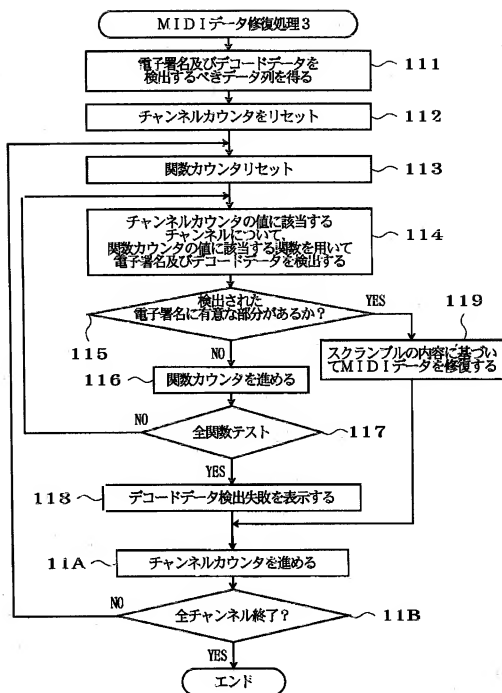 MIDIデータ修復処理3
電子署名及びデコードデータを
検出するべきデータ列を得る
111
チャンネルカウンタをリセット
112
関数カウンタリセット
113
チャンネルカウンタの値に該当する
チャンネルについて、
関数カウンタの値に該当する関数を用いて
電子署名及びデコードデータを検出する
114
検出された
電子署名に有意な部分があるか?
YES
115
NO
119
スクランブルの内容に基づい
てMIDIデータを修復する
116
関数カウンタを進める
NO
全関数テスト
117
YES
118
デコードデータ検出失敗を表示する
11A
チャンネルカウンタを進める
NO
全チャンネル終了?
11B
YES
エンド